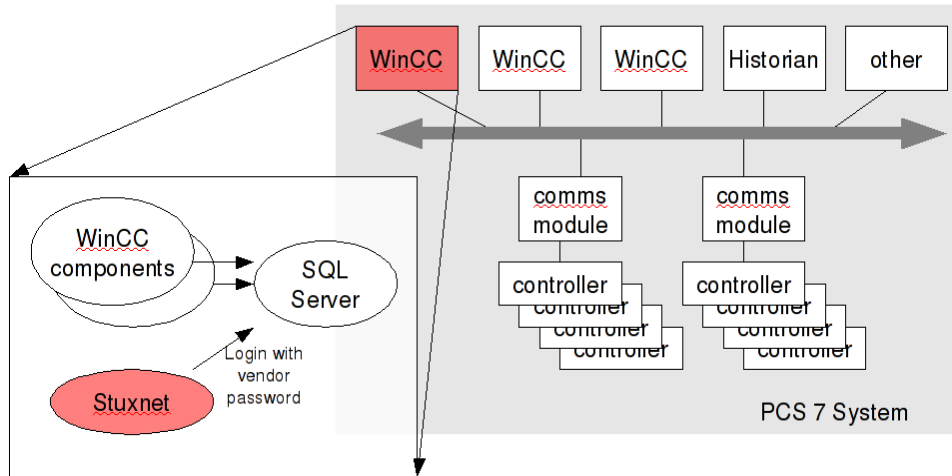 WinCC
WinCC
WinCC
Historian
other
comms
module
comms
module
controller
controller
controller
controller
controller
controller
controller
controller
PCS 7 System
WinCC
components
SQL
Server
Login with
vendor
password
Stuxnet